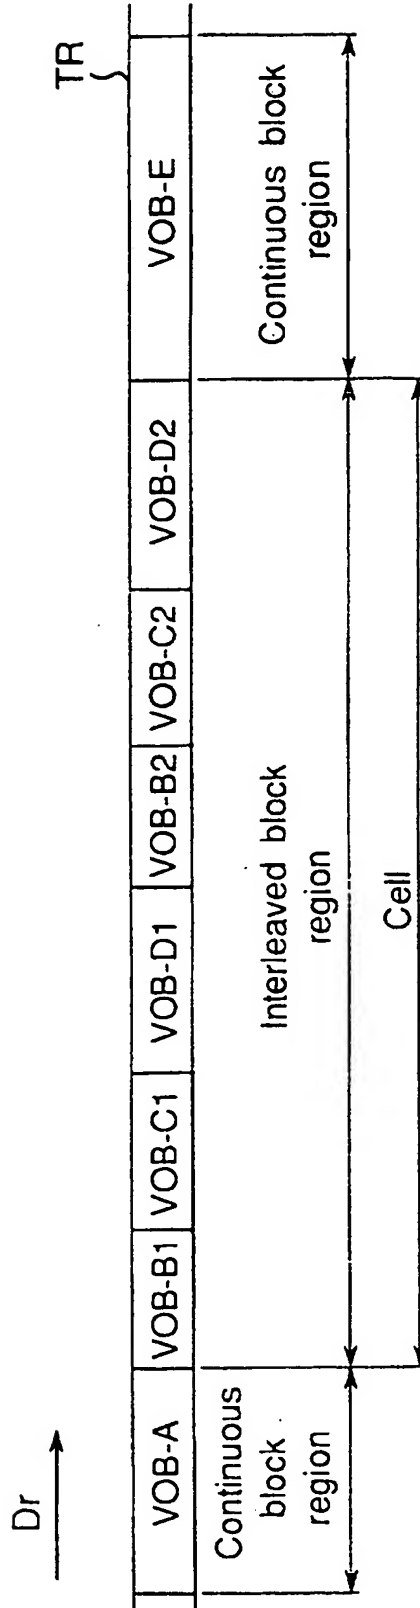 Dr
TR
VOB-A
VOB-B1
VOB-C1
VOB-D1
VOB-B2
VOB-C2
VOB-D2
VOB-E
Continuous
block
region
Interleaved block
region
Continuous block
region
Cell